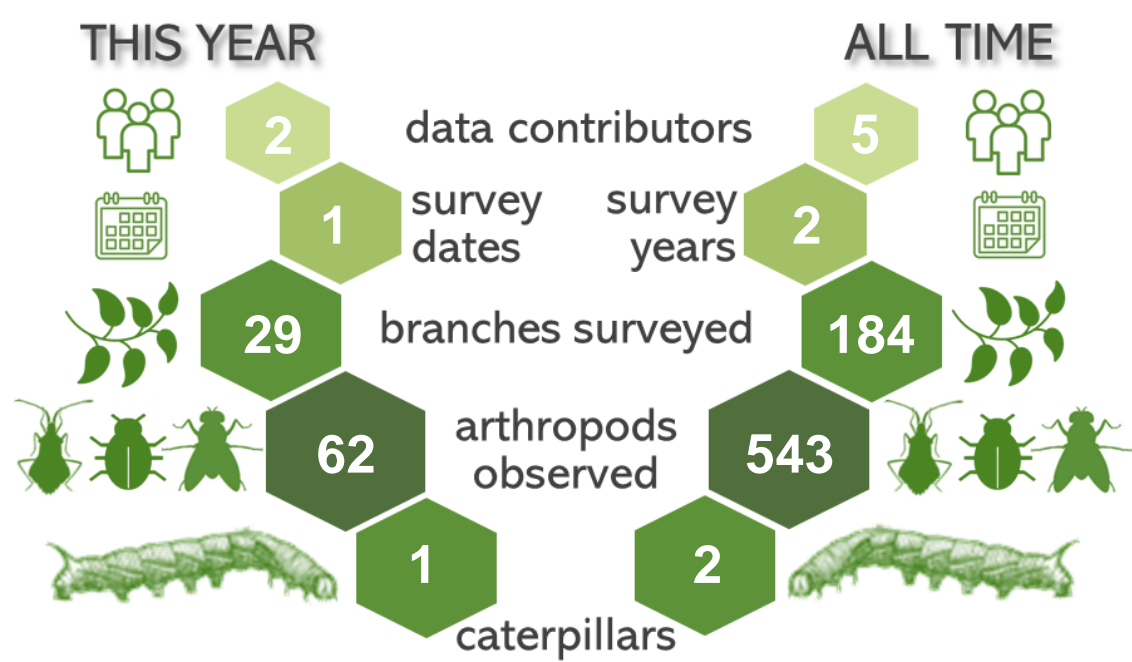 THIS YEAR ALL TIME
2 data contributors 5
1 survey survey 2
dates years
29 branches surveyed 184
62 arthropods 543
observed
1 2
caterpillars